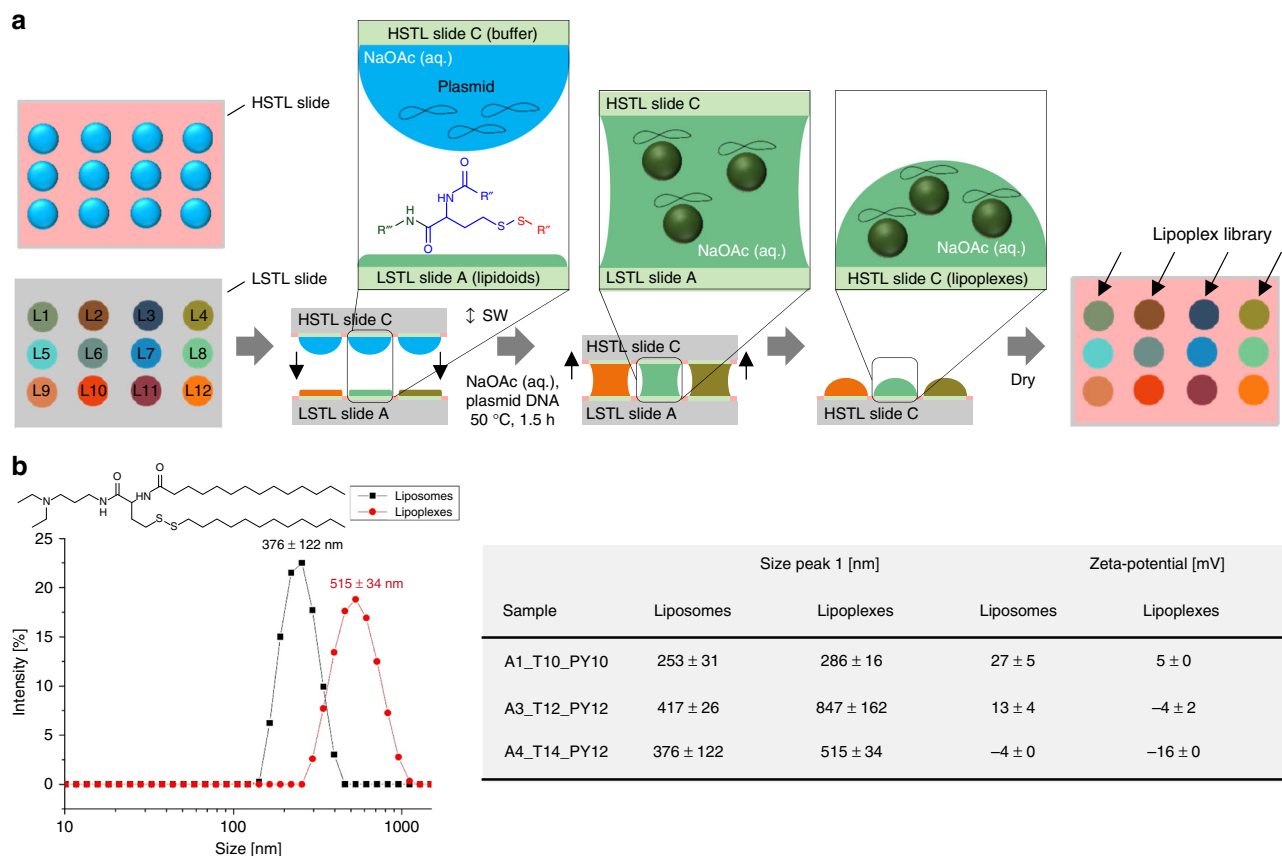 a
HSTL slide
LSTL slide
L1 L2 L3 L4
L5 L6 L7 L8
L9 L10 L11 L12
HSTL slide C (buffer)
NaOAc (aq.)
Plasmid
O
R″
HN
H
N
R‴
O
S
S
R″
LSTL slide A (lipidoids)
HSTL slide C
↕ SW
LSTL slide A
NaOAc (aq.),
plasmid DNA
50 °C, 1.5 h
HSTL slide C
NaOAc (aq.)
LSTL slide A
HSTL slide C
LSTL slide A
NaOAc (aq.)
HSTL slide C (lipoplexes)
HSTL slide C
Dry
Lipoplex library
b
N
N
H
O
HN
O
S
S
Liposomes
Lipoplexes
376 ± 122 nm
515 ± 34 nm
25
20
15
10
5
0
Intensity [%]
10 100 1000
Size [nm]
Size peak 1 [nm] Zeta-potential [mV]
Sample Liposomes Lipoplexes Liposomes Lipoplexes
A1_T10_PY10 253 ± 31 286 ± 16 27 ± 5 5 ± 0
A3_T12_PY12 417 ± 26 847 ± 162 13 ± 4 –4 ± 2
A4_T14_PY12 376 ± 122 515 ± 34 –4 ± 0 –16 ± 0